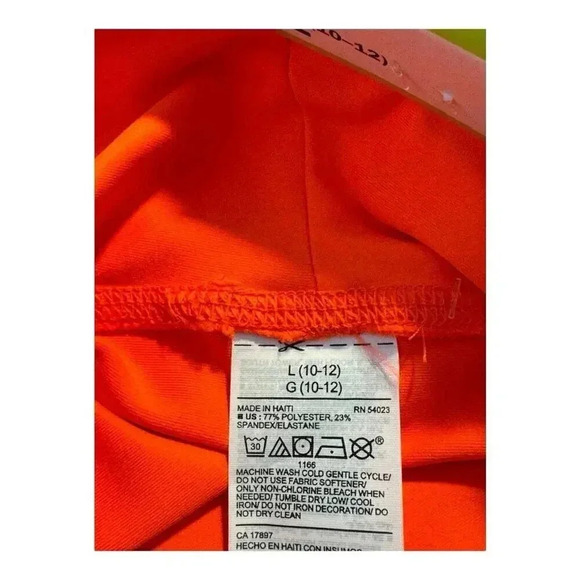 10-12)
L (10-12)
G (10-12)
MADE IN HAITI RN 54023
US : 77% POLYESTER, 23%
SPANDEX/ELASTANE
30
1166
MACHINE WASH COLD GENTLE CYCLE/
DO NOT USE FABRIC SOFTENER/
ONLY NON-CHLORINE BLEACH WHEN
NEEDED/ TUMBLE DRY LOW/ COOL
IRON/ DO NOT IRON DECORATION/ DO
NOT DRY CLEAN
CA 17897
HECHO EN HAITI CON INSUMOS